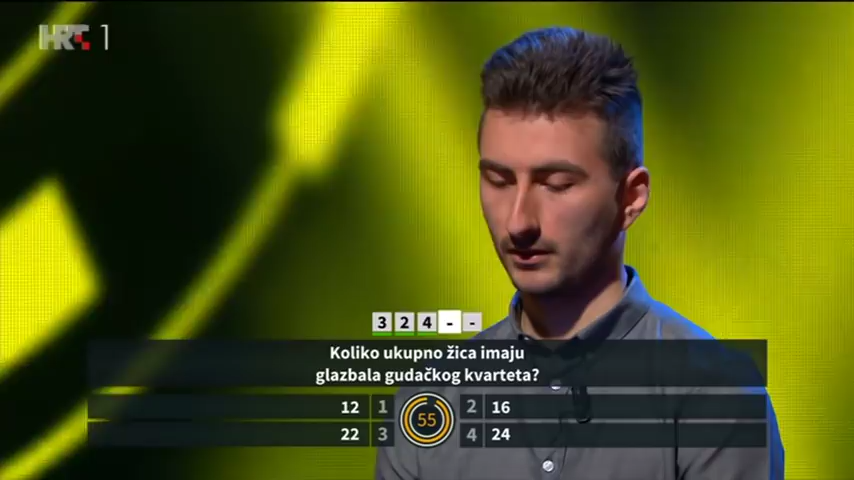 HRT 1
3 2 4 - -
Koliko ukupno žica imaju
glazbala gudačkog kvarteta?
12 1 55 2 16
22 3 4 24